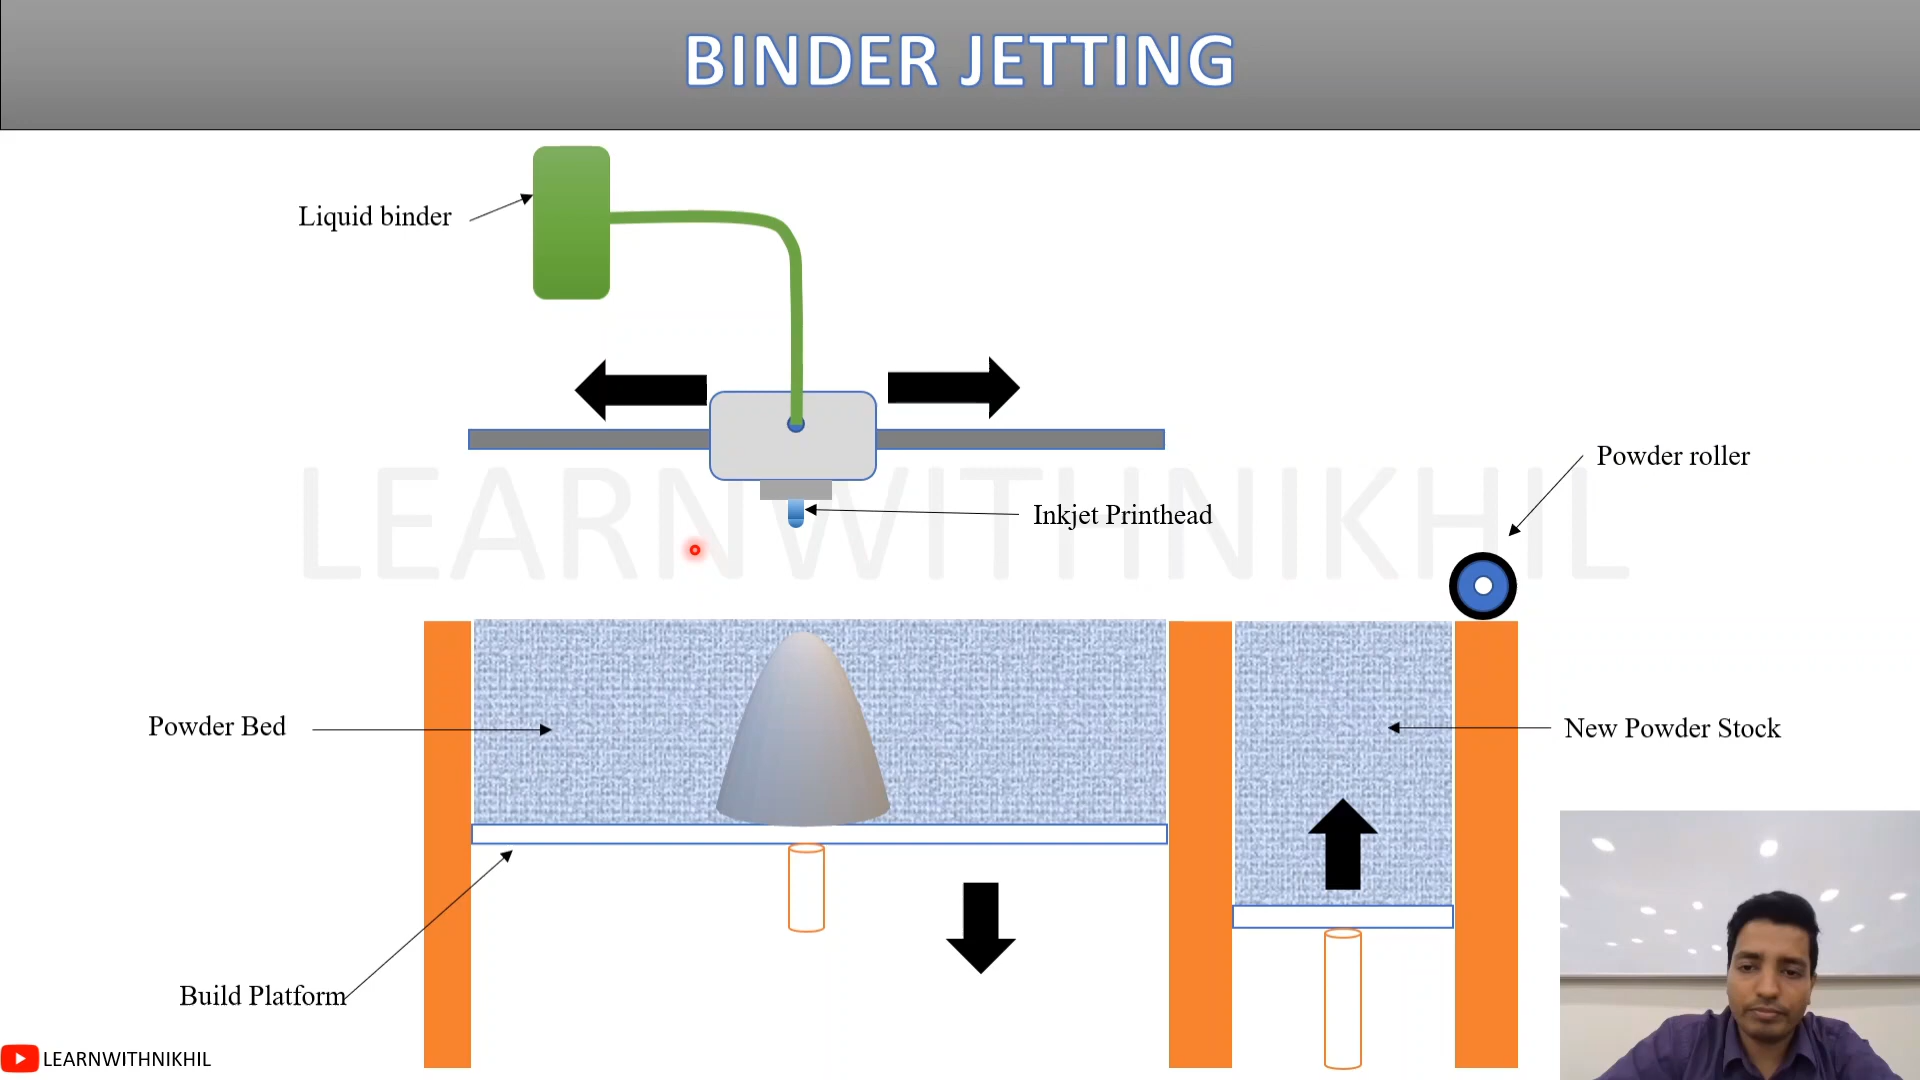 BINDER JETTING
Liquid binder
Powder roller
LEARNWITHNIKHIL
Inkjet Printhead
Powder Bed
New Powder Stock
Build Platform
LEARNWITHNIKHIL